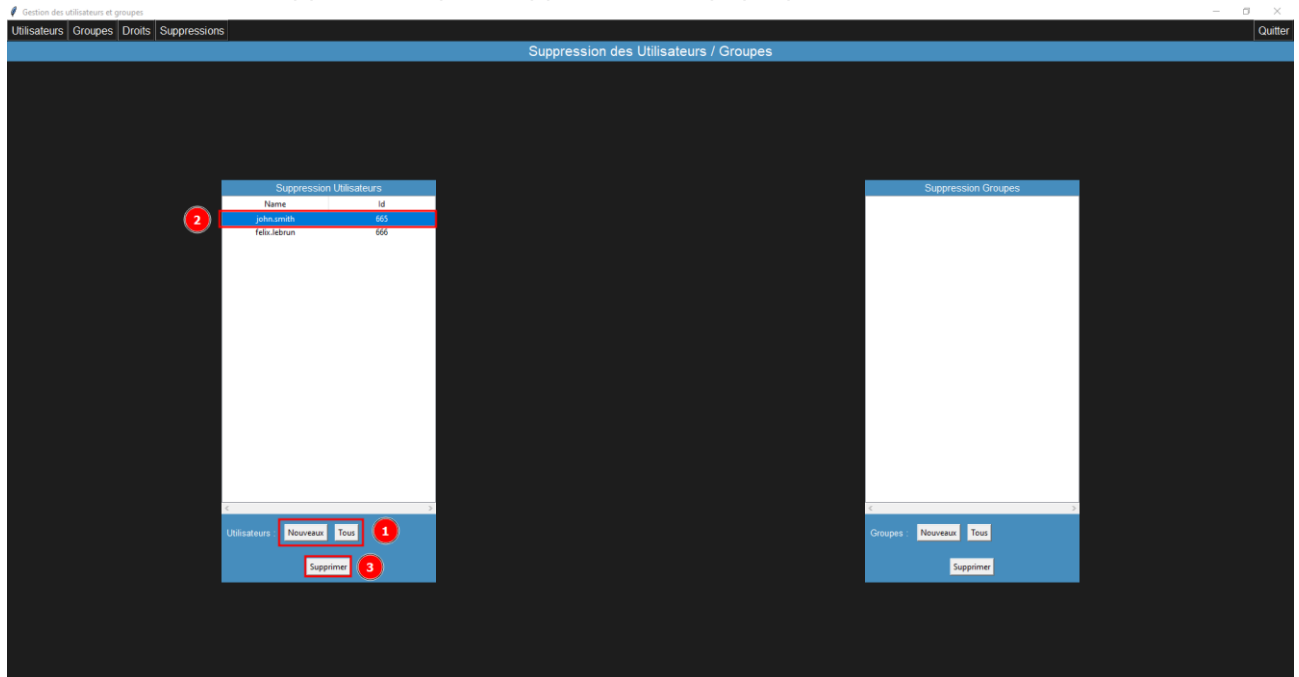 Gestion des utilisateurs et groupes
Utilisateurs Groupes Droits Suppressions Quitter
Suppression des Utilisateurs / Groupes
Suppression Utilisateurs
Name Id
2
john.smith 665
felix.lebrun 666
Utilisateurs : Nouveaux Tous 1
Supprimer 3
Suppression Groupes
Groupes : Nouveaux Tous
Supprimer